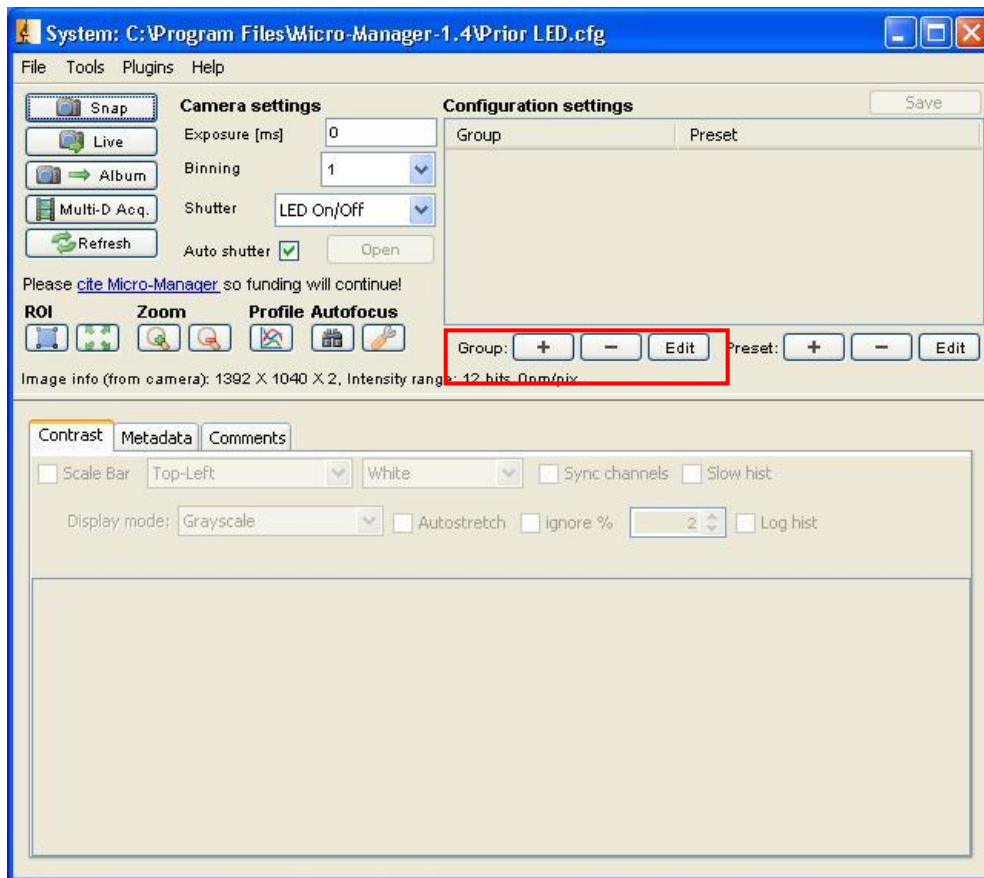 System: C:\Program Files\Micro-Manager-1.4\Prior LED.cfg
File Tools Plugins Help
Snap
Live
Album
Multi-D Acq.
Refresh
Camera settings
Exposure [ms] 0
Binning 1
Shutter LED On/Off
Auto shutter Open
Configuration settings Save
Group Preset
Please cite Micro-Manager so funding will continue!
ROI Zoom Profile Autofocus
Group: + - Edit Preset: + - Edit
Image info (from camera): 1392 X 1040 X 2, Intensity range: 12 bits, 0nm/pix
Contrast Metadata Comments
Scale Bar Top-Left White Sync channels Slow hist
Display mode: Grayscale Autostretch ignore % 2 Log hist